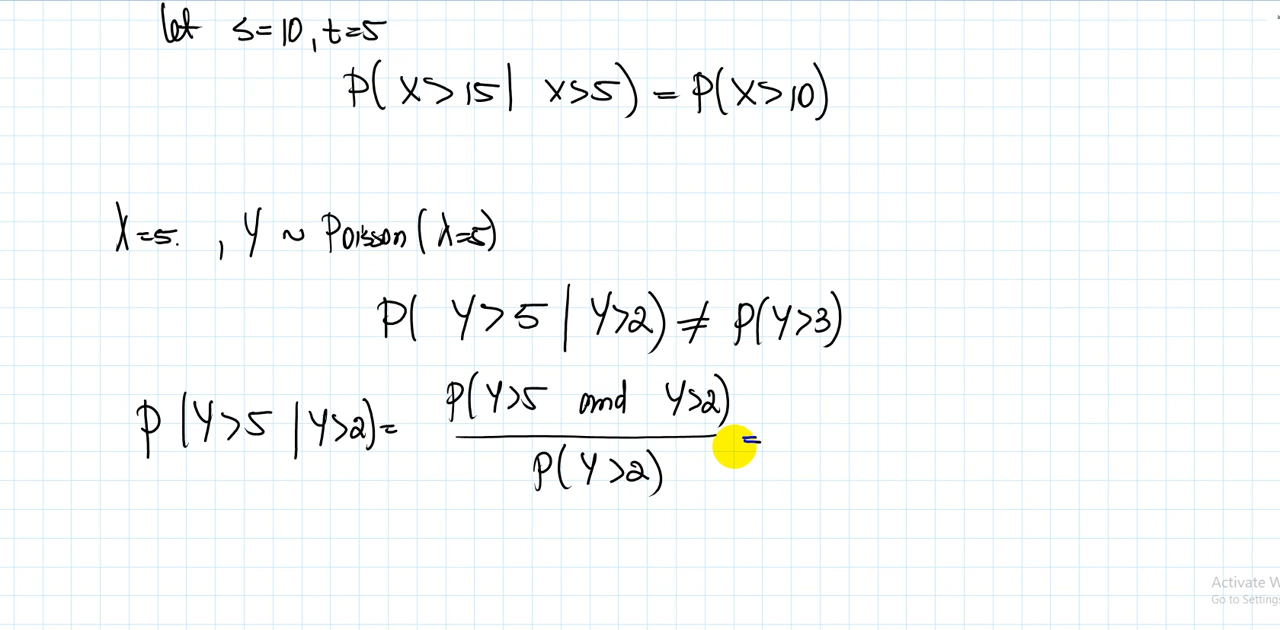 let s=10, t=5
P( X>15 | X>5) = P(X>10)
λ=5. , Y ~ Poisson (λ=5)
P( Y>5 | Y>2) ≠ P(Y>3)
P(Y>5 and Y>2)
P (Y>5 | Y>2)= =
P(Y>2)
Activate W
Go to Settings